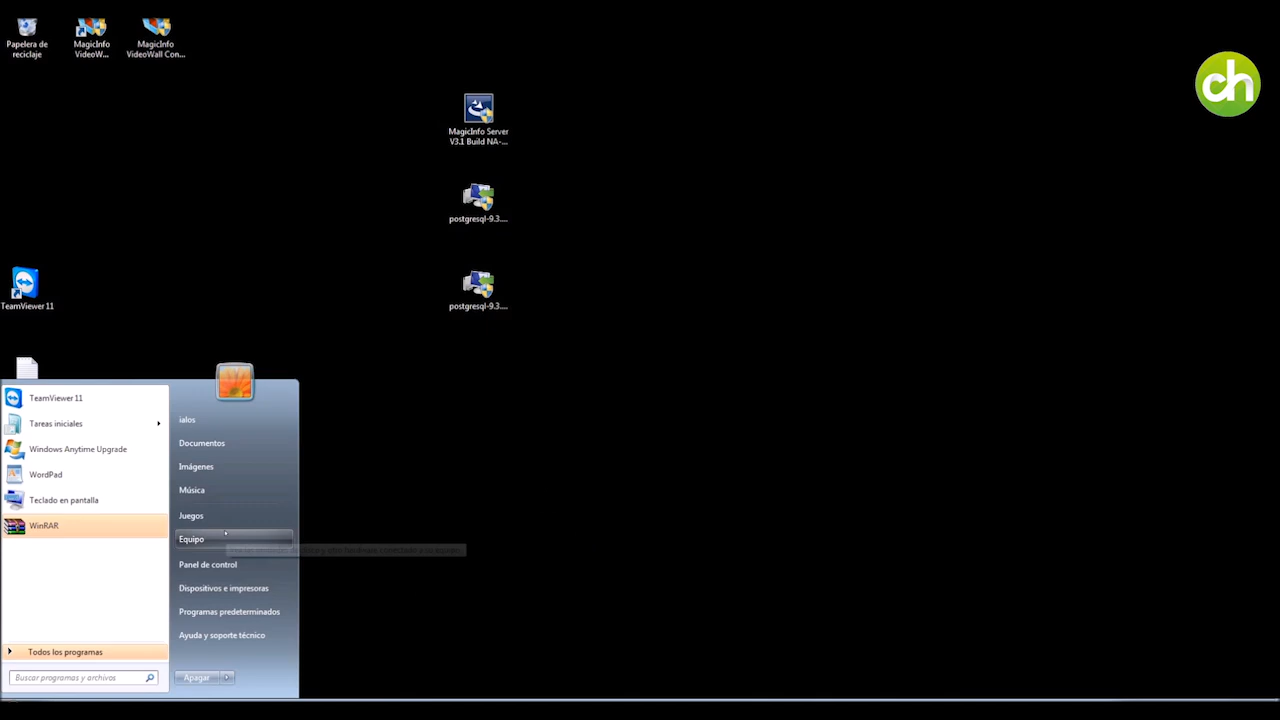 Papelera de
reciclaje
MagicInfo
VideoW...
MagicInfo
VideoWall Con...
ch
MagicInfo Server
V3.1 Build NA-...
postgresql-9.3....
postgresql-9.3....
TeamViewer 11
TeamViewer 11
Tareas iniciales
Windows Anytime Upgrade
WordPad
Teclado en pantalla
WinRAR
Todos los programas
Buscar programas y archivos
ialos
Documentos
Imágenes
Música
Juegos
Equipo
Panel de control
Dispositivos e impresoras
Programas predeterminados
Ayuda y soporte técnico
Apagar